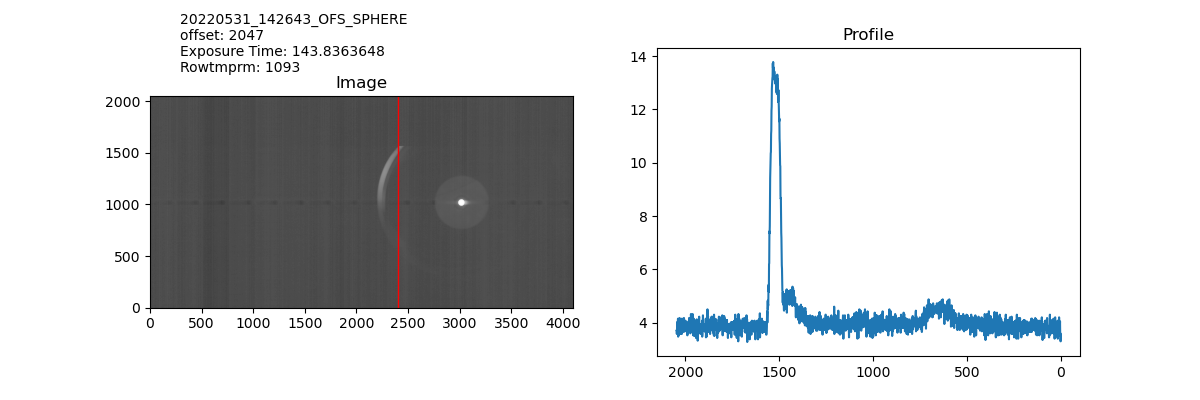 20220531_142643_OFS_SPHERE
offset: 2047
Exposure Time: 143.8363648
Rowtmprm: 1093
Image
2000
1500
1000
500
0
0 500 1000 1500 2000 2500 3000 3500 4000
Profile
14
12
10
8
6
4
2000 1500 1000 500 0